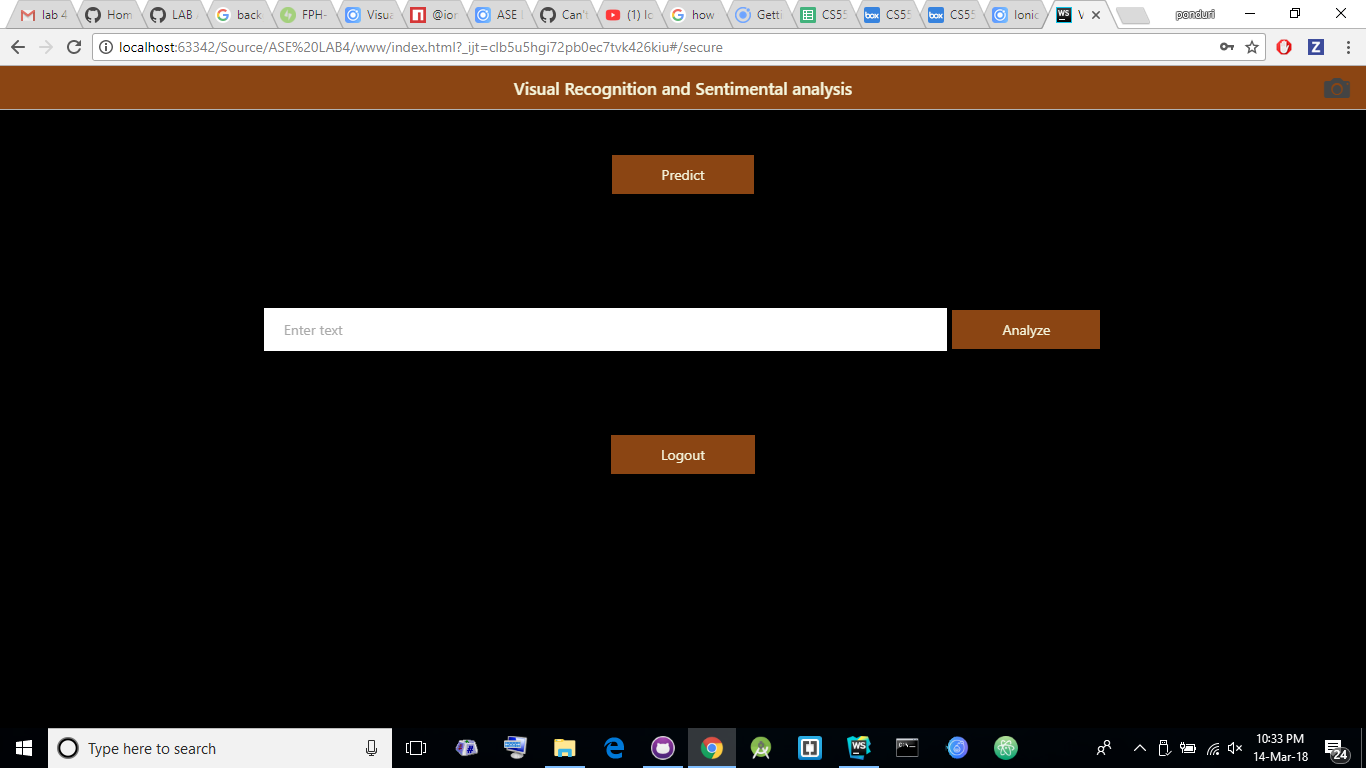 lab 4 Hom LAB back FPH- Visua @ior ASE Can't (1) Ic how Getti CS55 CS55 CS55 Ionic WS V ponduri
localhost:63342/Source/ASE%20LAB4/www/index.html?_ijt=clb5u5hgi72pb0ec7tvk426kiu#/secure
Visual Recognition and Sentimental analysis
Predict
Enter text
Analyze
Logout
Type here to search
10:33 PM
14-Mar-18
24